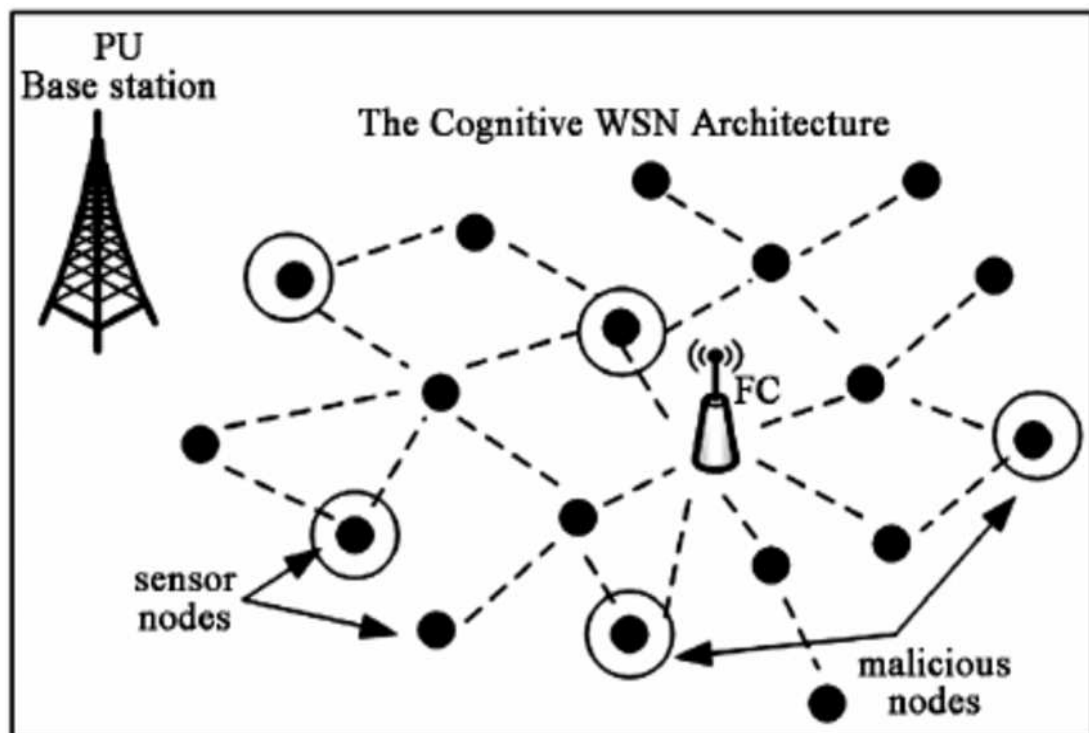 PU
Base station
The Cognitive WSN Architecture
FC
sensor
nodes
malicious
nodes